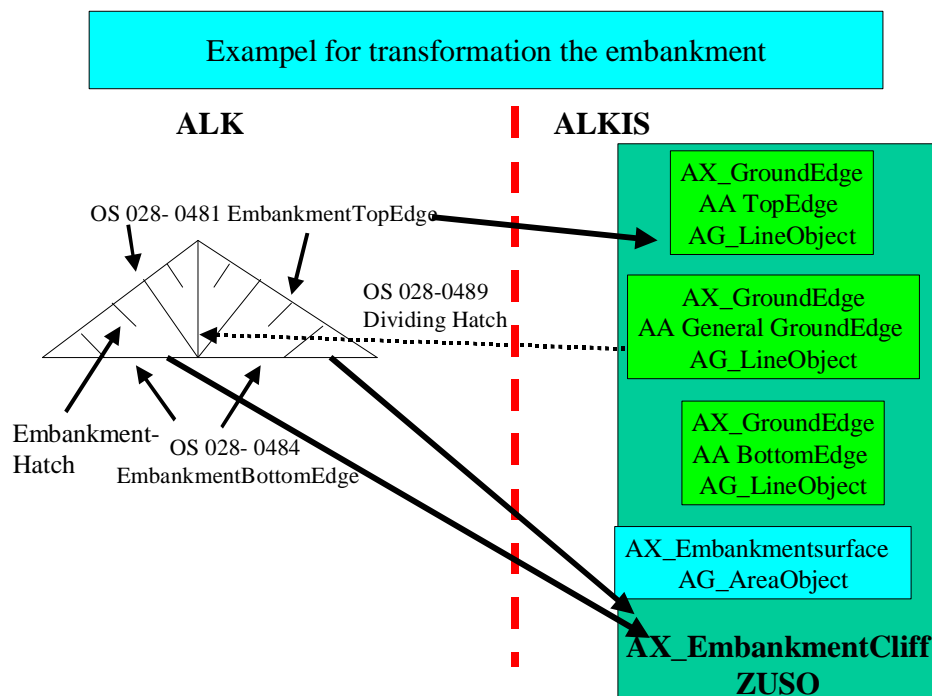 Exampel for transformation the embankment
ALK
ALKIS
OS 028- 0481 EmbankmentTopEdge
OS 028-0489
Dividing Hatch
Embankment-
Hatch
OS 028- 0484
EmbankmentBottomEdge
AX_GroundEdge
AA TopEdge
AG_LineObject
AX_GroundEdge
AA General GroundEdge
AG_LineObject
AX_GroundEdge
AA BottomEdge
AG_LineObject
AX_Embankmentsurface
AG_AreaObject
AX_EmbankmentCliff
ZUSO